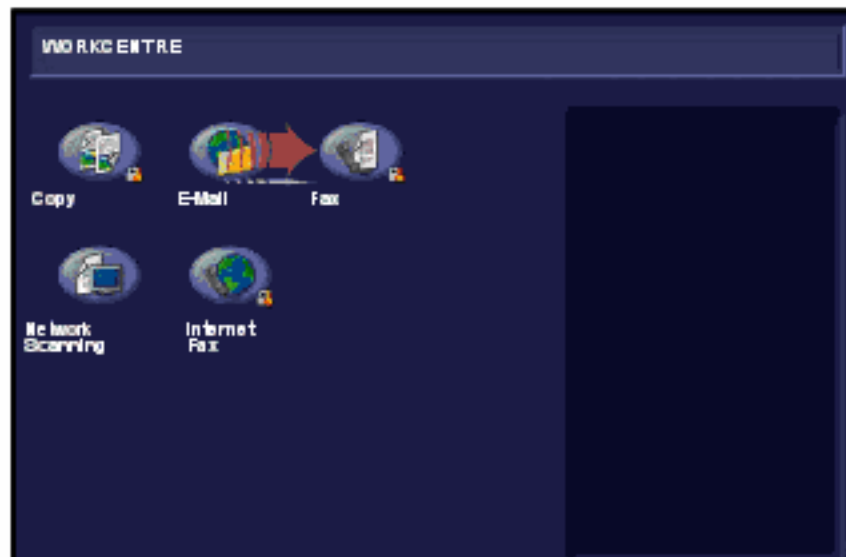 WORKCENTRE
Copy
E-Mail
Fax
Network
Scanning
Internet
Fax